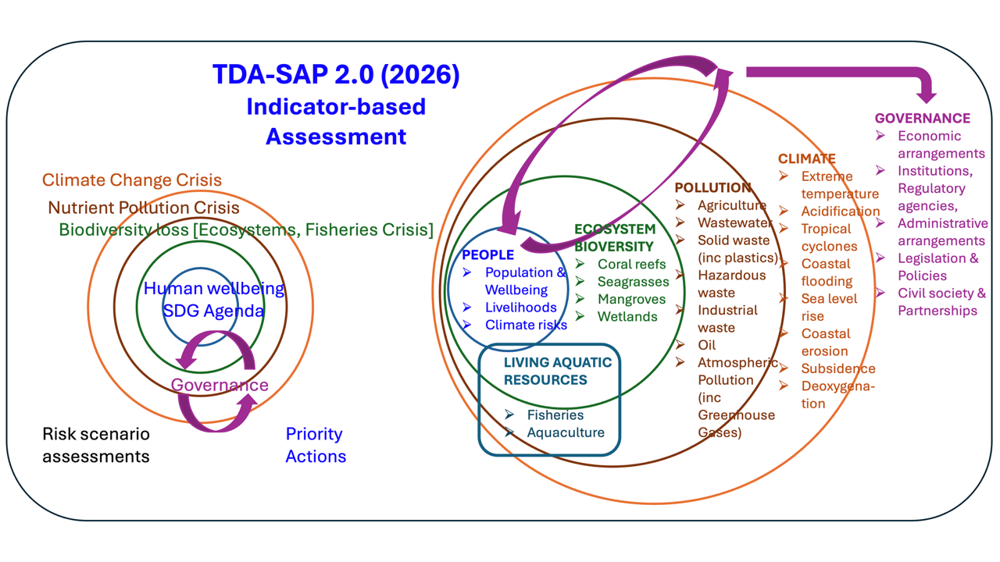 TDA-SAP 2.0 (2026)
Indicator-based
Assessment
Climate Change Crisis
Nutrient Pollution Crisis
Biodiversity loss [Ecosystems, Fisheries Crisis]
Human wellbeing
SDG Agenda
Governance
Risk scenario
assessments
Priority
Actions
PEOPLE
Population &
Wellbeing
Livelihoods
Climate risks
ECOSYSTEM
BIOVERSITY
Coral reefs
Seagrasses
Mangroves
Wetlands
LIVING AQUATIC
RESOURCES
Fisheries
Aquaculture
POLLUTION
Agriculture
Wastewater
Solid waste
(inc plastics)
Hazardous
waste
Industrial
waste
Oil
Atmospheric
Pollution
(inc
Greenhouse
Gases)
CLIMATE
Extreme
temperature
Acidification
Tropical
cyclones
Coastal
flooding
Sea level
rise
Coastal
erosion
Subsidence
Deoxygena-
tion
GOVERNANCE
Economic
arrangements
Institutions,
Regulatory
agencies,
Administrative
arrangements
Legislation &
Policies
Civil society &
Partnerships